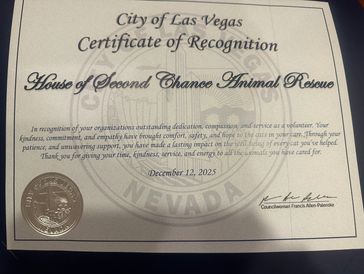 City of Las Vegas
Certificate of Recognition
House of Second Chance Animal Rescue
In recognition of your organizations outstanding dedication, compassion, and service as a volunteer. Your
kindness, commitment, and empathy have brought comfort, safety, and hope to the cats in your care. Through your
patience, and unwavering support, you have made a lasting impact on the well being of every cat you've helped.
Thank you for giving your time, kindness, service, and energy to all the animals you have cared for.
December 12, 2025
NEVADA
Councilwoman Francis Allen-Palenske